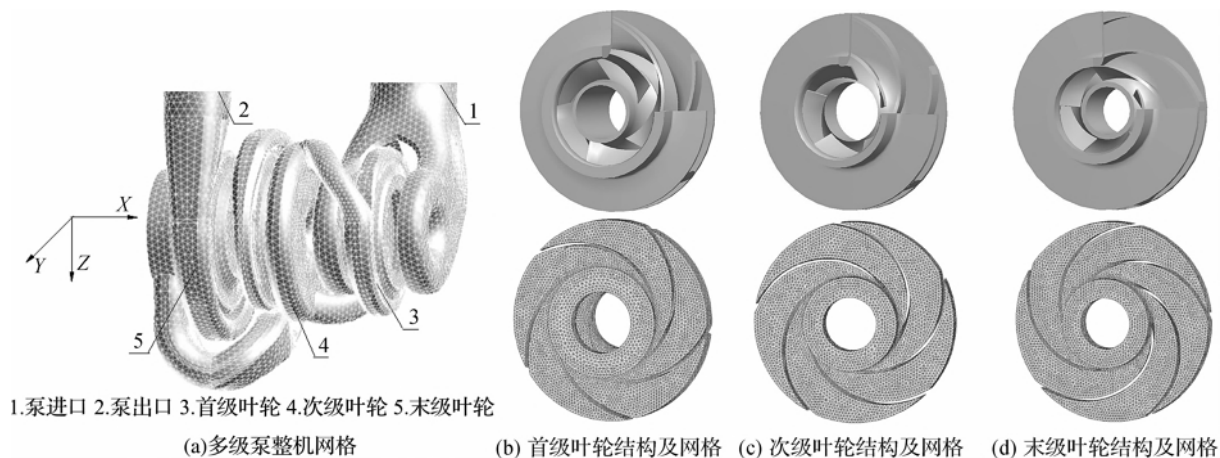 1
2
X
Y
Z
3
4
5
1.泵进口 2.泵出口 3.首级叶轮 4.次级叶轮 5.末级叶轮
(a)多级泵整机网格
(b) 首级叶轮结构及网格
(c) 次级叶轮结构及网格
(d) 末级叶轮结构及网格